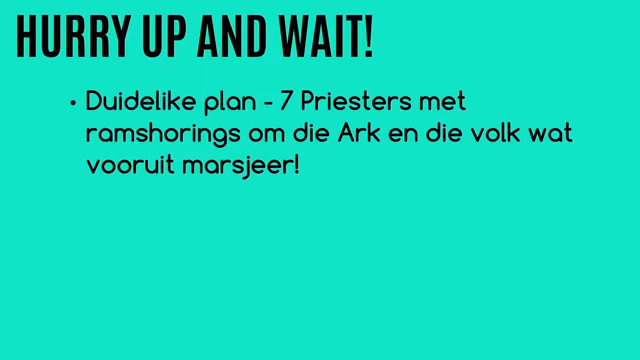 HURRY UP AND WAIT!
• Duidelike plan - 7 Priesters met
ramshorings om die Ark en die volk wat
vooruit marsjeer!